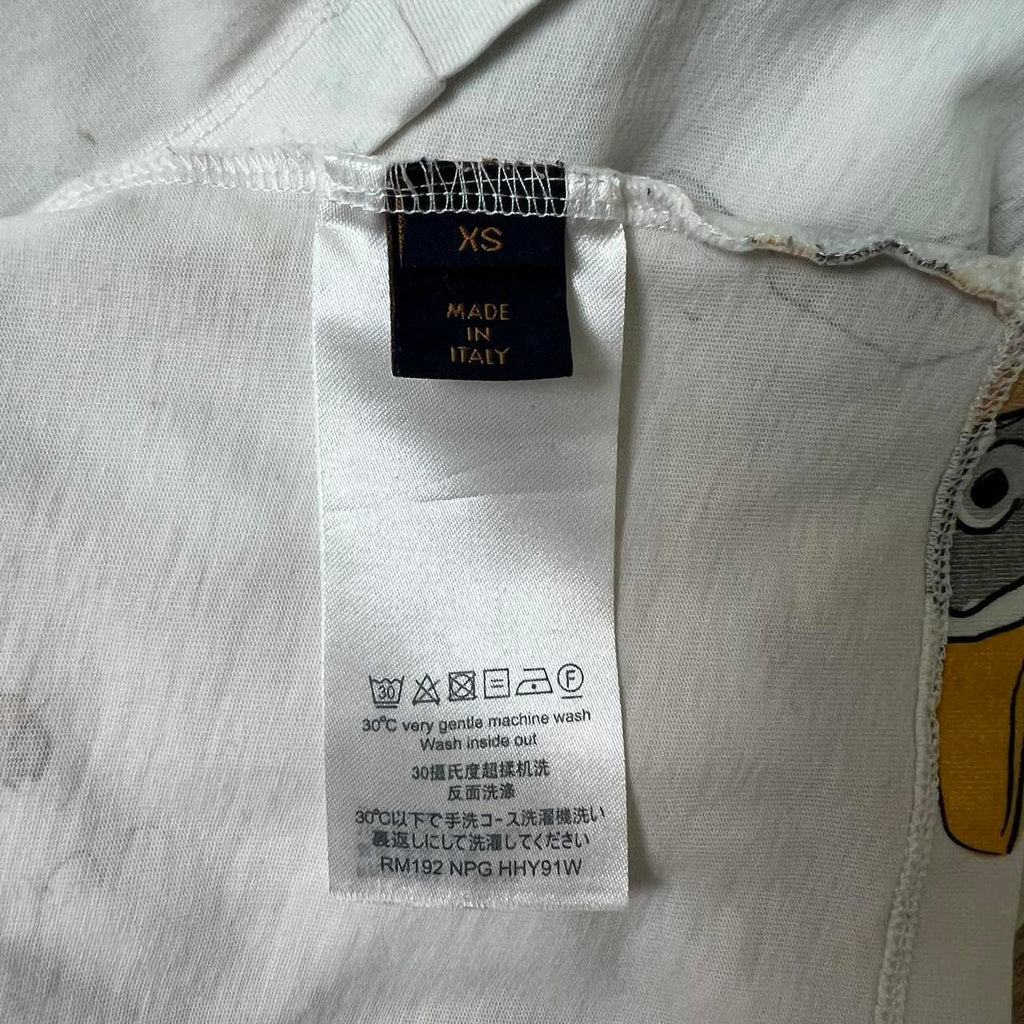 XS
MADE
IN
ITALY
30
F
30°C very gentle machine wash
Wash inside out
30摄氏度超揉机洗
反面洗涤
30℃以下で手洗コース洗濯機洗い
裏返しにして洗濯してください
RM192 NPG HHY91W